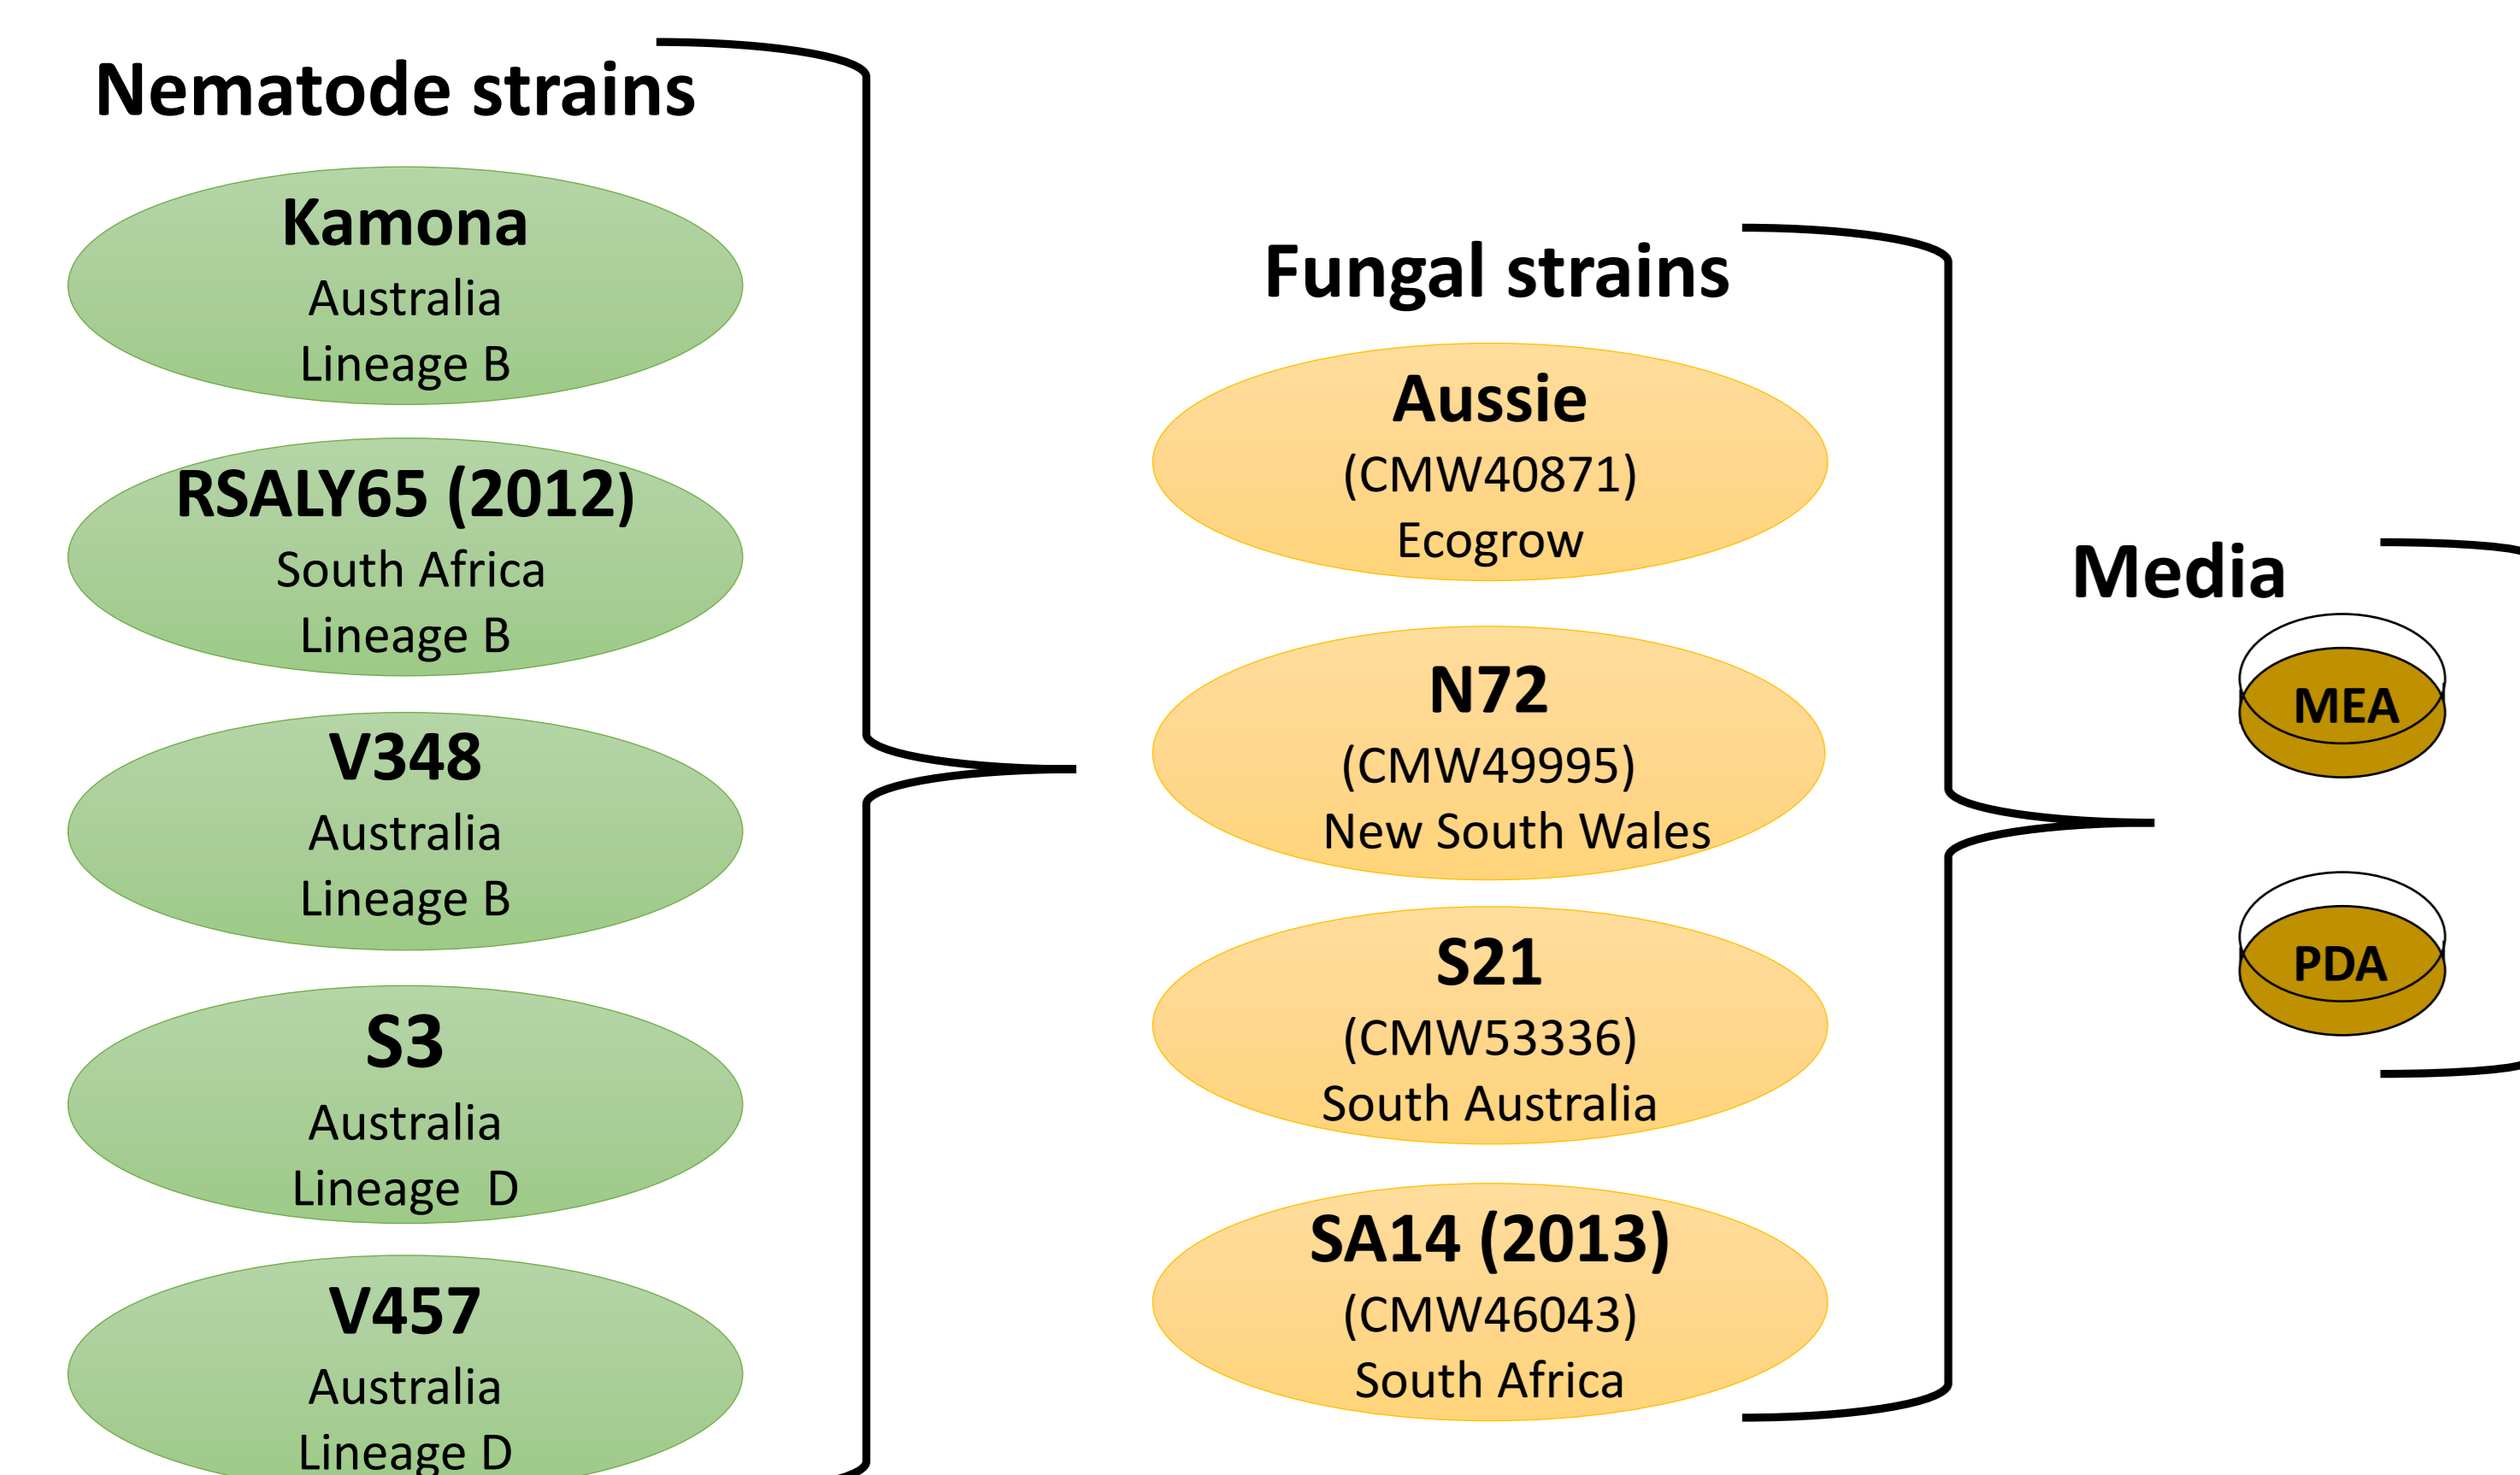 Nematode strains
Kamona
Australia
Lineage B
RSALY65 (2012)
South Africa
Lineage B
V348
Australia
Lineage B
S3
Australia
Lineage  D
V457
Australia
Lineage D
Fungal strains
Aussie
(CMW40871)
Ecogrow
N72
(CMW49995)
New South Wales
S21
(CMW53336)
South Australia
SA14 (2013)
(CMW46043)
South Africa
Media
MEA
PDA